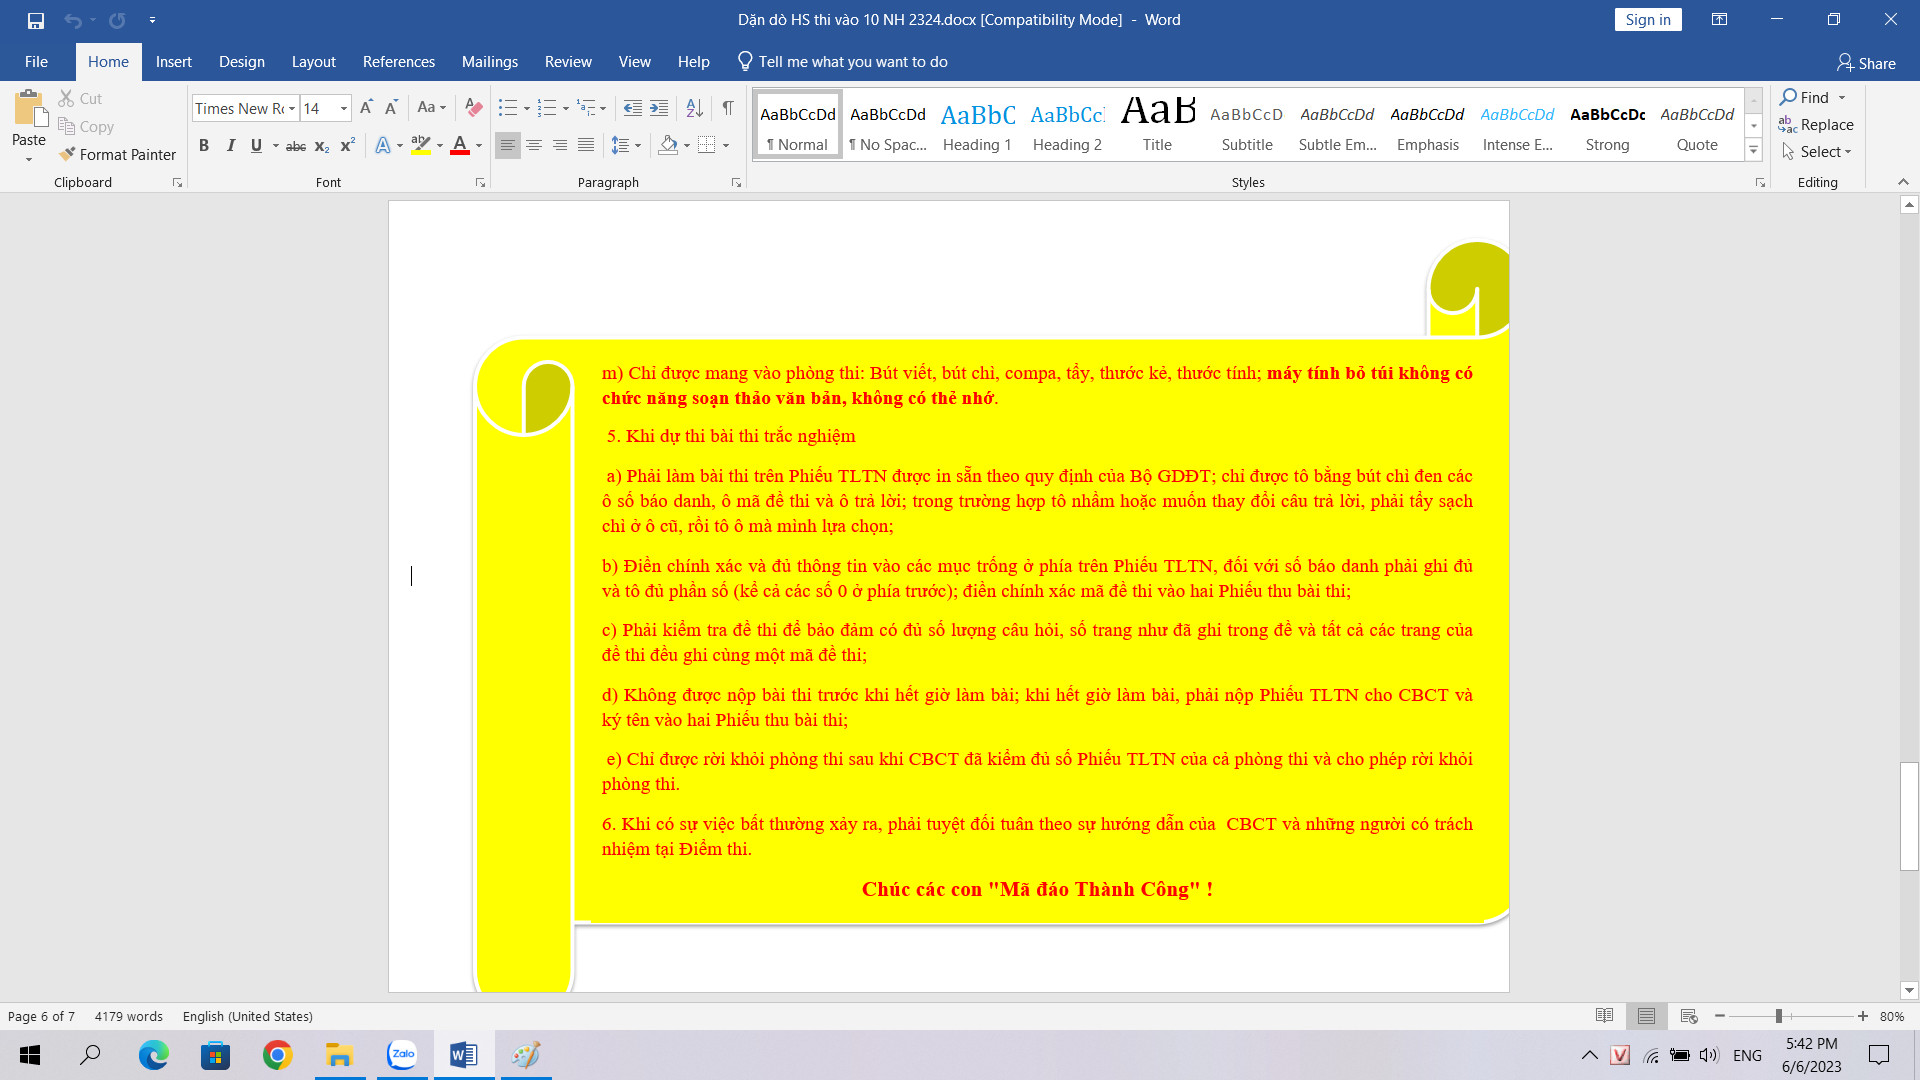 Dặn dò HS thi vào 10 NH 2324.docx [Compatibility Mode] - Word
Sign in
File Home Insert Design Layout References Mailings Review View Help Tell me what you want to do
Share
Paste
Cut
Copy
Format Painter
Clipboard
Times New Ro 14
Font
Paragraph
AaBbCcDd AaBbCcDd AaBbC AaBbCc AaB AaBbCcD AaBbCcDd AaBbCcDd AaBbCcDd AaBbCcDc AaBbCcDd
¶ Normal ¶ No Spac... Heading 1 Heading 2 Title Subtitle Subtle Em... Emphasis Intense E... Strong Quote
Styles
Find
Replace
Select
Editing
m) Chỉ được mang vào phòng thi: Bút viết, bút chì, compa, tẩy, thước kẻ, thước tính; máy tính bỏ túi không có
chức năng soạn thảo văn bản, không có thẻ nhớ.
5. Khi dự thi bài thi trắc nghiệm
a) Phải làm bài thi trên Phiếu TLTN được in sẵn theo quy định của Bộ GDĐT; chỉ được tô bằng bút chì đen các
ô số báo danh, ô mã đề thi và ô trả lời; trong trường hợp tô nhầm hoặc muốn thay đổi câu trả lời, phải tẩy sạch
chì ở ô cũ, rồi tô ô mà mình lựa chọn;
b) Điền chính xác và đủ thông tin vào các mục trống ở phía trên Phiếu TLTN, đối với số báo danh phải ghi đủ
và tô đủ phần số (kể cả các số 0 ở phía trước); điền chính xác mã đề thi vào hai Phiếu thu bài thi;
c) Phải kiểm tra đề thi để bảo đảm có đủ số lượng câu hỏi, số trang như đã ghi trong đề và tất cả các trang của
đề thi đều ghi cùng một mã đề thi;
d) Không được nộp bài thi trước khi hết giờ làm bài; khi hết giờ làm bài, phải nộp Phiếu TLTN cho CBCT và
ký tên vào hai Phiếu thu bài thi;
e) Chỉ được rời khỏi phòng thi sau khi CBCT đã kiểm đủ số Phiếu TLTN của cả phòng thi và cho phép rời khỏi
phòng thi.
6. Khi có sự việc bất thường xảy ra, phải tuyệt đối tuân theo sự hướng dẫn của CBCT và những người có trách
nhiệm tại Điểm thi.
Chúc các con "Mã đáo Thành Công" !
Page 6 of 7 4179 words English (United States)
80%
Zalo
ENG
5:42 PM
6/6/2023